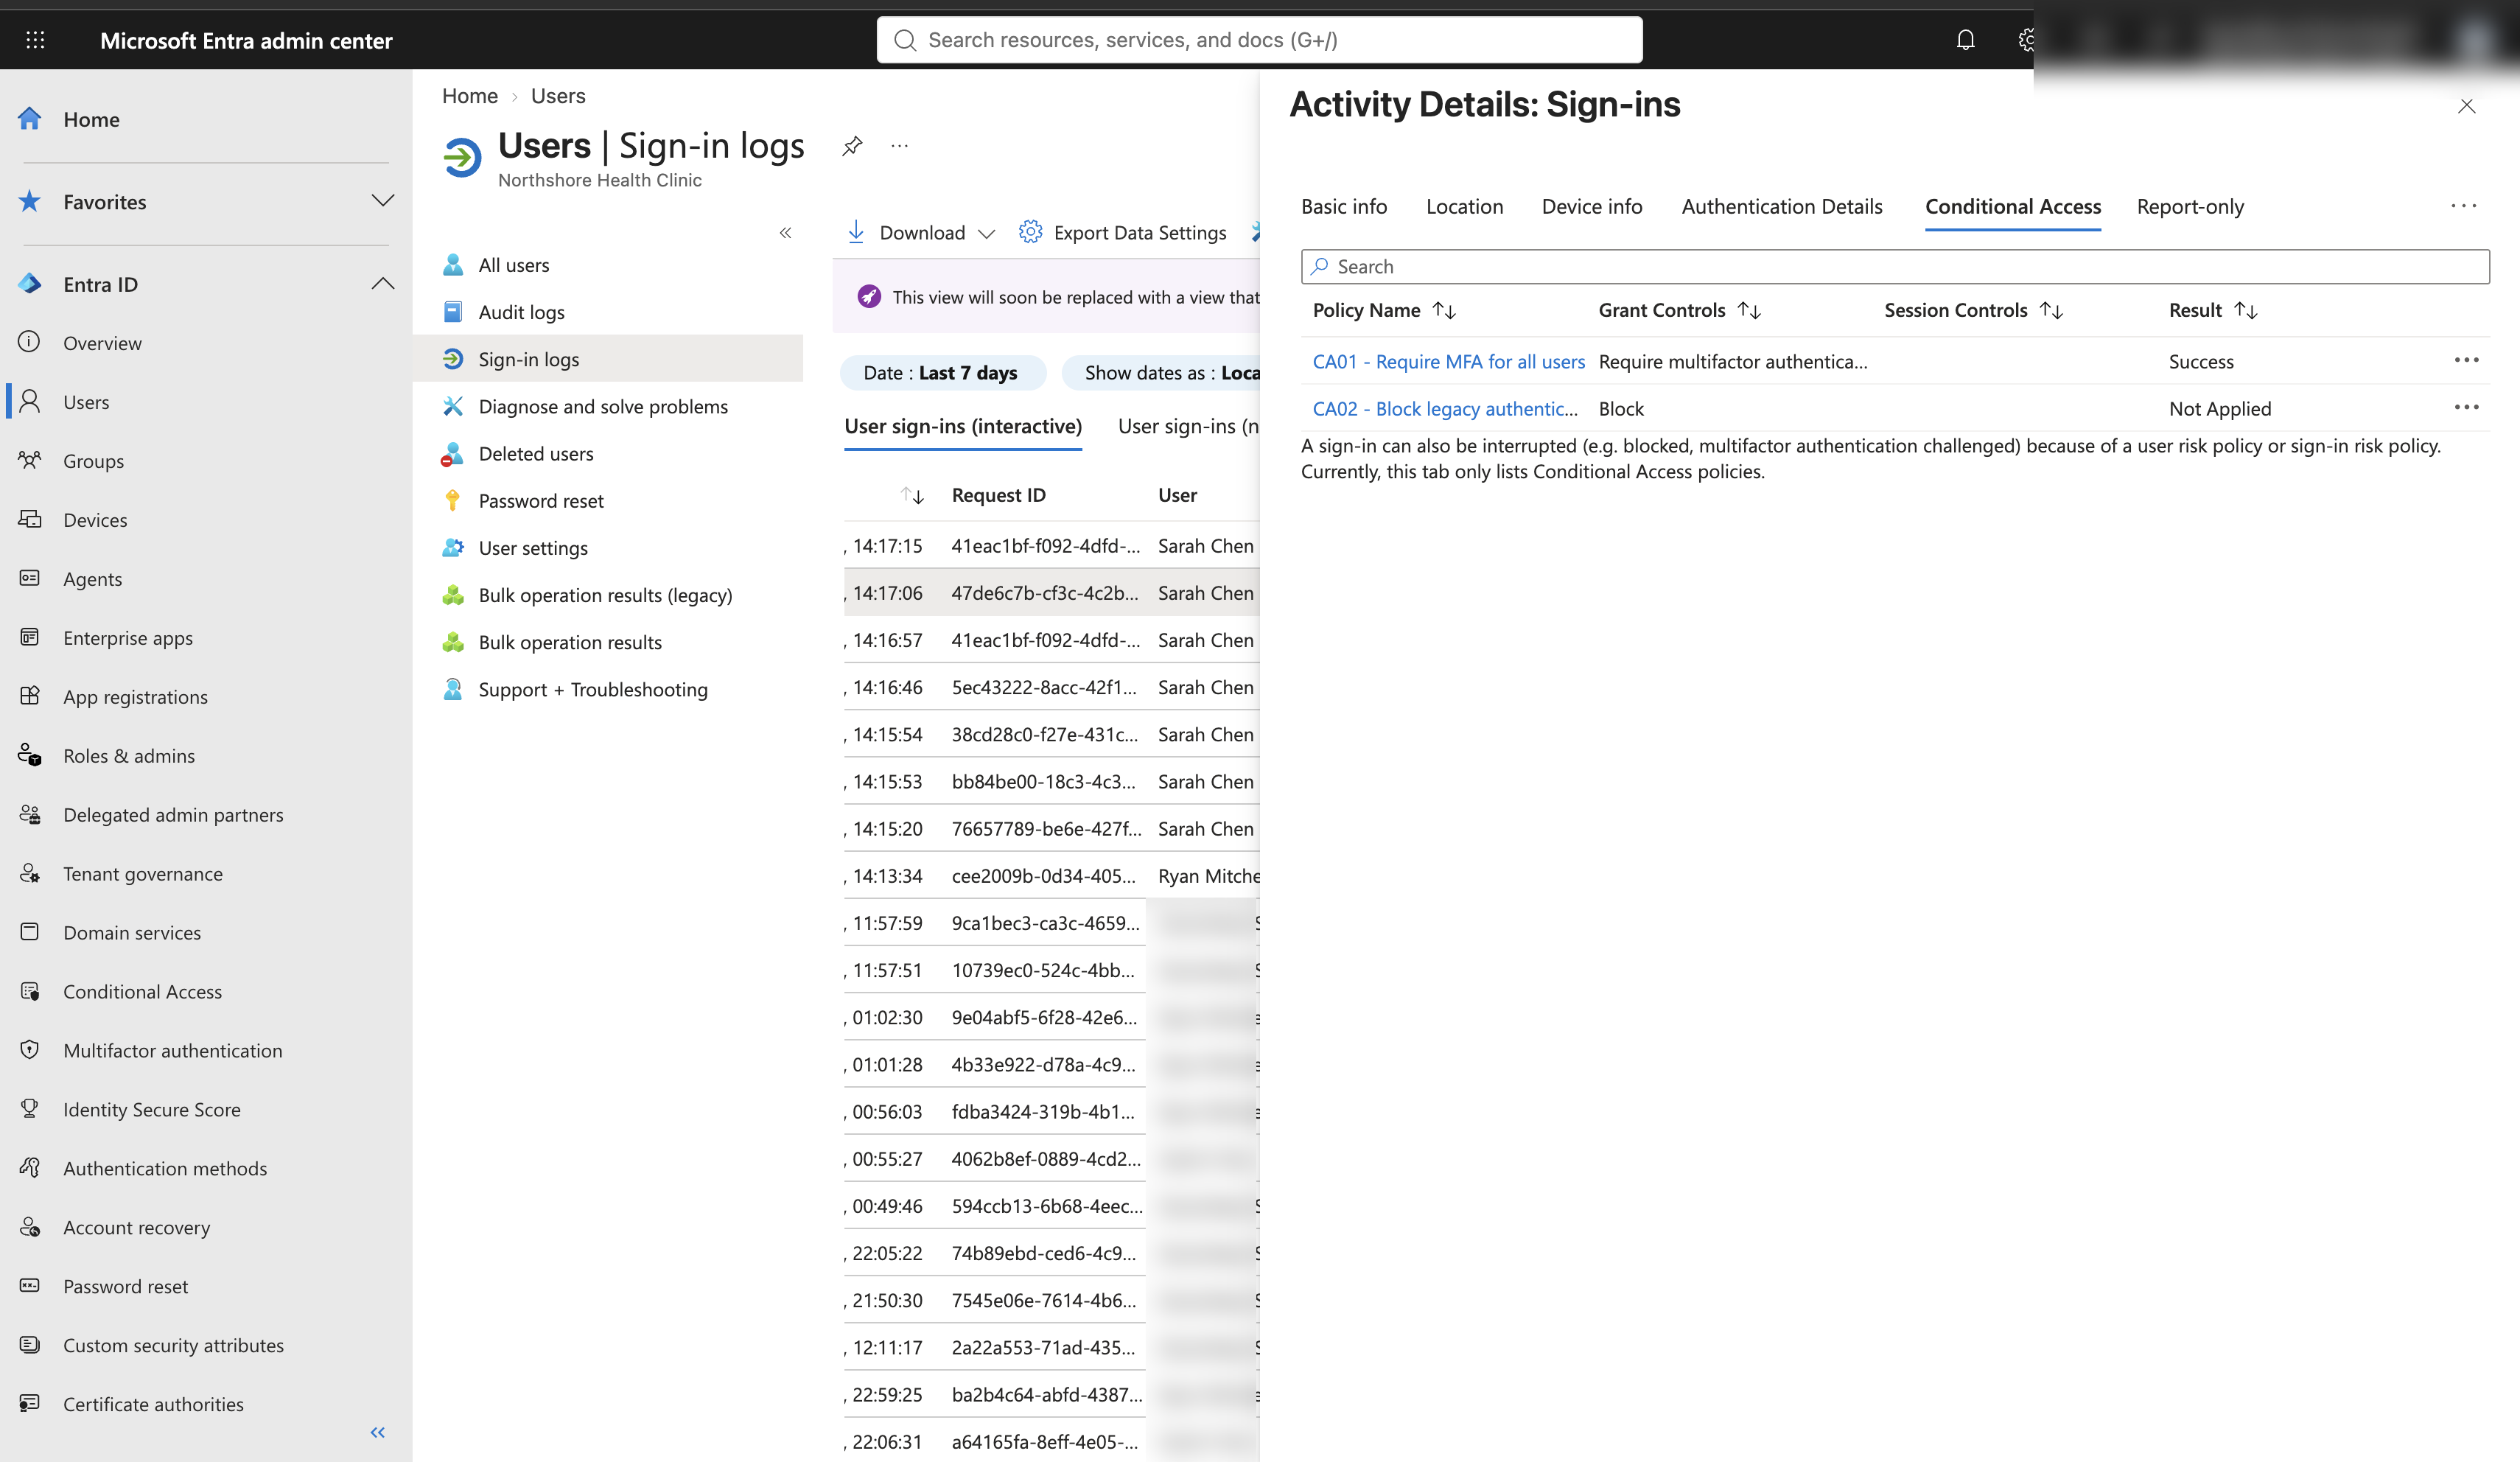 Microsoft Entra admin center
Search resources, services, and docs (G+/)
Home
Favorites
Entra ID
Overview
Users
Groups
Devices
Agents
Enterprise apps
App registrations
Roles & admins
Delegated admin partners
Tenant governance
Domain services
Conditional Access
Multifactor authentication
Identity Secure Score
Authentication methods
Account recovery
Password reset
Custom security attributes
Certificate authorities
Home > Users
Users | Sign-in logs
Northshore Health Clinic
All users
Audit logs
Sign-in logs
Diagnose and solve problems
Deleted users
Password reset
User settings
Bulk operation results (legacy)
Bulk operation results
Support + Troubleshooting
Download Export Data Settings
This view will soon be replaced with a view that
Date : Last 7 days Show dates as : Loca
User sign-ins (interactive) User sign-ins (n
Request ID User
, 14:17:15 41eac1bf-f092-4dfd-... Sarah Chen
, 14:17:06 47de6c7b-cf3c-4c2b... Sarah Chen
, 14:16:57 41eac1bf-f092-4dfd-... Sarah Chen
, 14:16:46 5ec43222-8acc-42f1... Sarah Chen
, 14:15:54 38cd28c0-f27e-431c... Sarah Chen
, 14:15:53 bb84be00-18c3-4c3... Sarah Chen
, 14:15:20 76657789-be6e-427f... Sarah Chen
, 14:13:34 cee2009b-0d34-405... Ryan Mitche
, 11:57:59 9ca1bec3-ca3c-4659...
, 11:57:51 10739ec0-524c-4bb...
, 01:02:30 9e04abf5-6f28-42e6...
, 01:01:28 4b33e922-d78a-4c9...
, 00:56:03 fdba3424-319b-4b1...
, 00:55:27 4062b8ef-0889-4cd2...
, 00:49:46 594ccb13-6b68-4eec...
, 22:05:22 74b89ebd-ced6-4c9...
, 21:50:30 7545e06e-7614-4b6...
, 12:11:17 2a22a553-71ad-435...
, 22:59:25 ba2b4c64-abfd-4387...
, 22:06:31 a64165fa-8eff-4e05-...
Activity Details: Sign-ins
Basic info Location Device info Authentication Details Conditional Access Report-only
Search
Policy Name Grant Controls Session Controls Result
CA01 - Require MFA for all users Require multifactor authentica... Success
CA02 - Block legacy authentic... Block Not Applied
A sign-in can also be interrupted (e.g. blocked, multifactor authentication challenged) because of a user risk policy or sign-in risk policy.
Currently, this tab only lists Conditional Access policies.